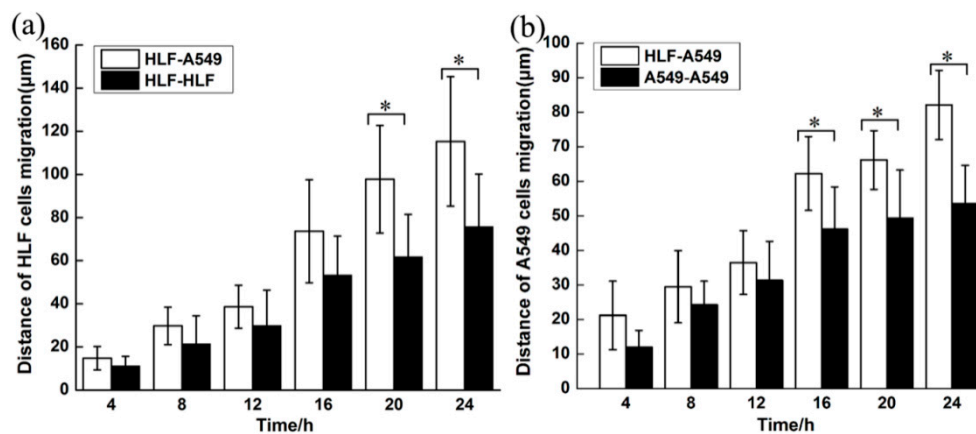 (a)
160
140
120
100
80
60
40
20
0
Distance of HLF cells migration(μm)
HLF-A549
HLF-HLF
*
*
4 8 12 16 20 24
Time/h
(b)
100
90
80
70
60
50
40
30
20
10
0
Distance of A549 cells migration(μm)
HLF-A549
A549-A549
*
*
*
4 8 12 16 20 24
Time/h